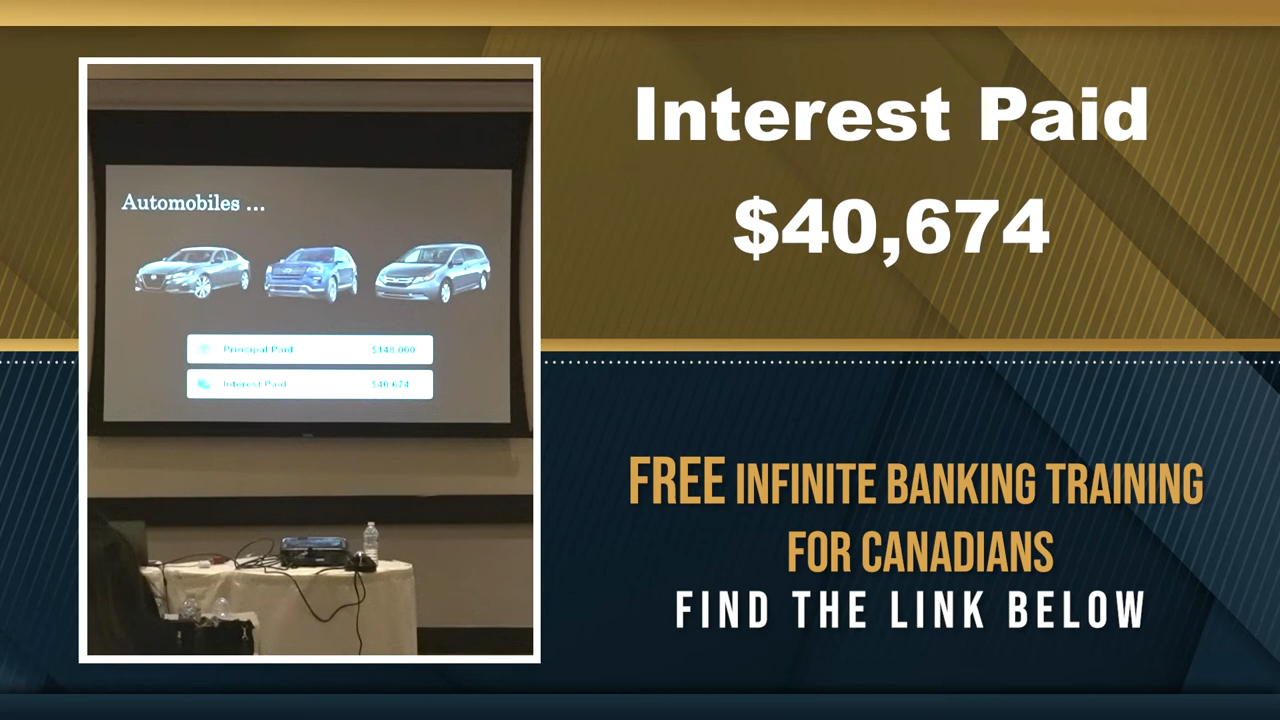 Automobiles ...
Principal Paid $148,000
Interest Paid $40,674
Interest Paid
$40,674
FREE INFINITE BANKING TRAINING
FOR CANADIANS
FIND THE LINK BELOW